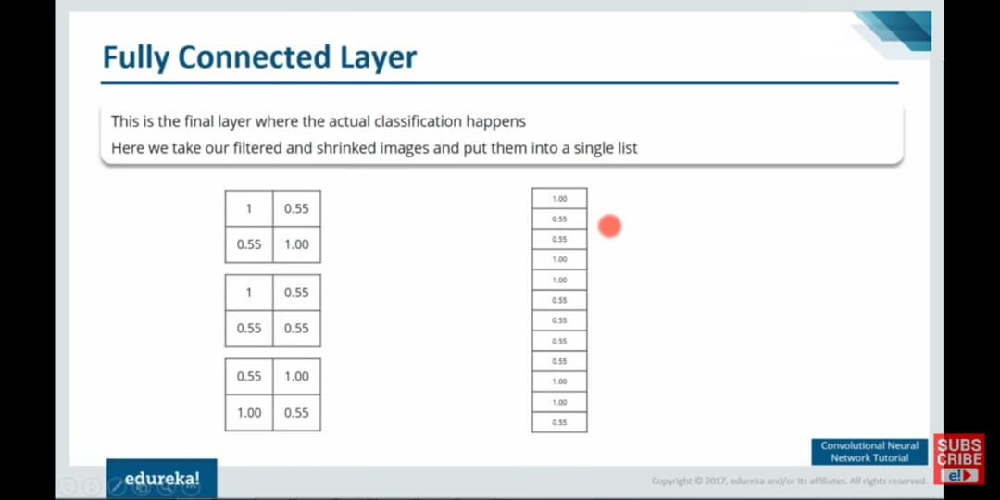 Fully Connected Layer
This is the final layer where the actual classification happens
Here we take our filtered and shrinked images and put them into a single list
1 0.55
0.55 1.00
1 0.55
0.55 0.55
0.55 1.00
1.00 0.55
1.00
0.55
0.55
1.00
1.00
0.55
0.55
0.55
0.55
1.00
1.00
0.55
Convolutional Neural
Network Tutorial
SUBS
CRIBE
e!
edureka!
Copyright © 2017, edureka and/or its affiliates. All rights reserved.